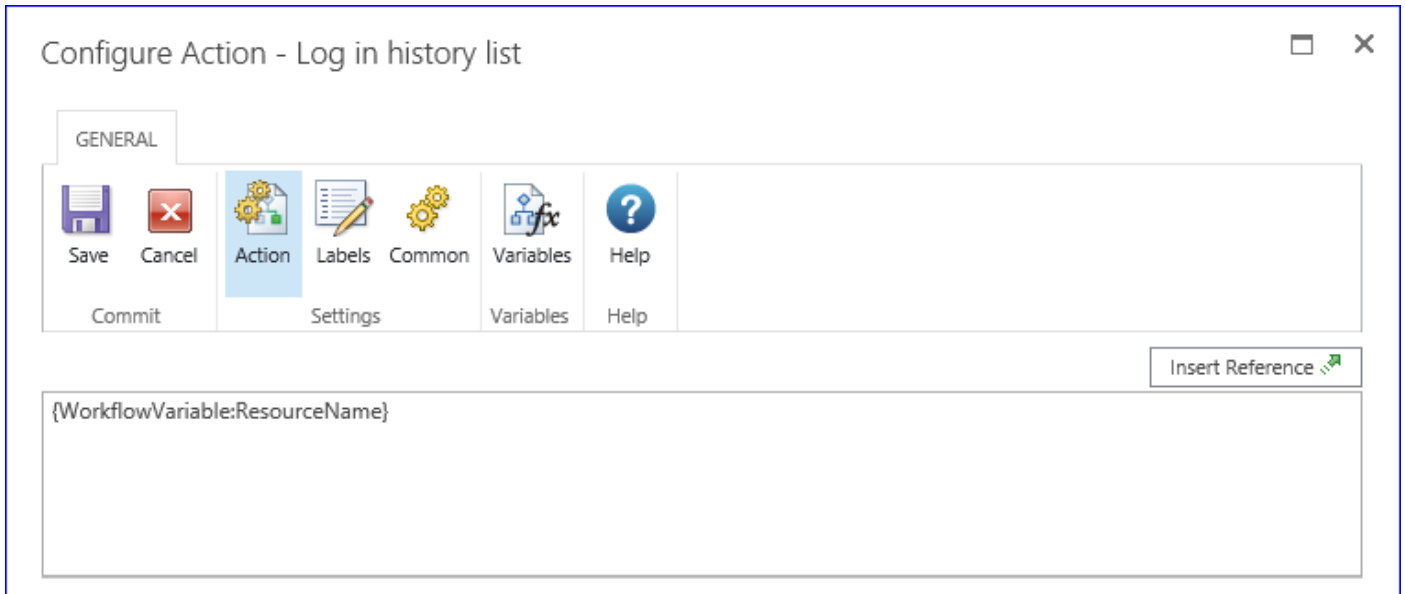 Configure Action - Log in history list
GENERAL
Save Cancel Action Labels Common Variables Help
Commit Settings Variables Help
Insert Reference
{WorkflowVariable:ResourceName}